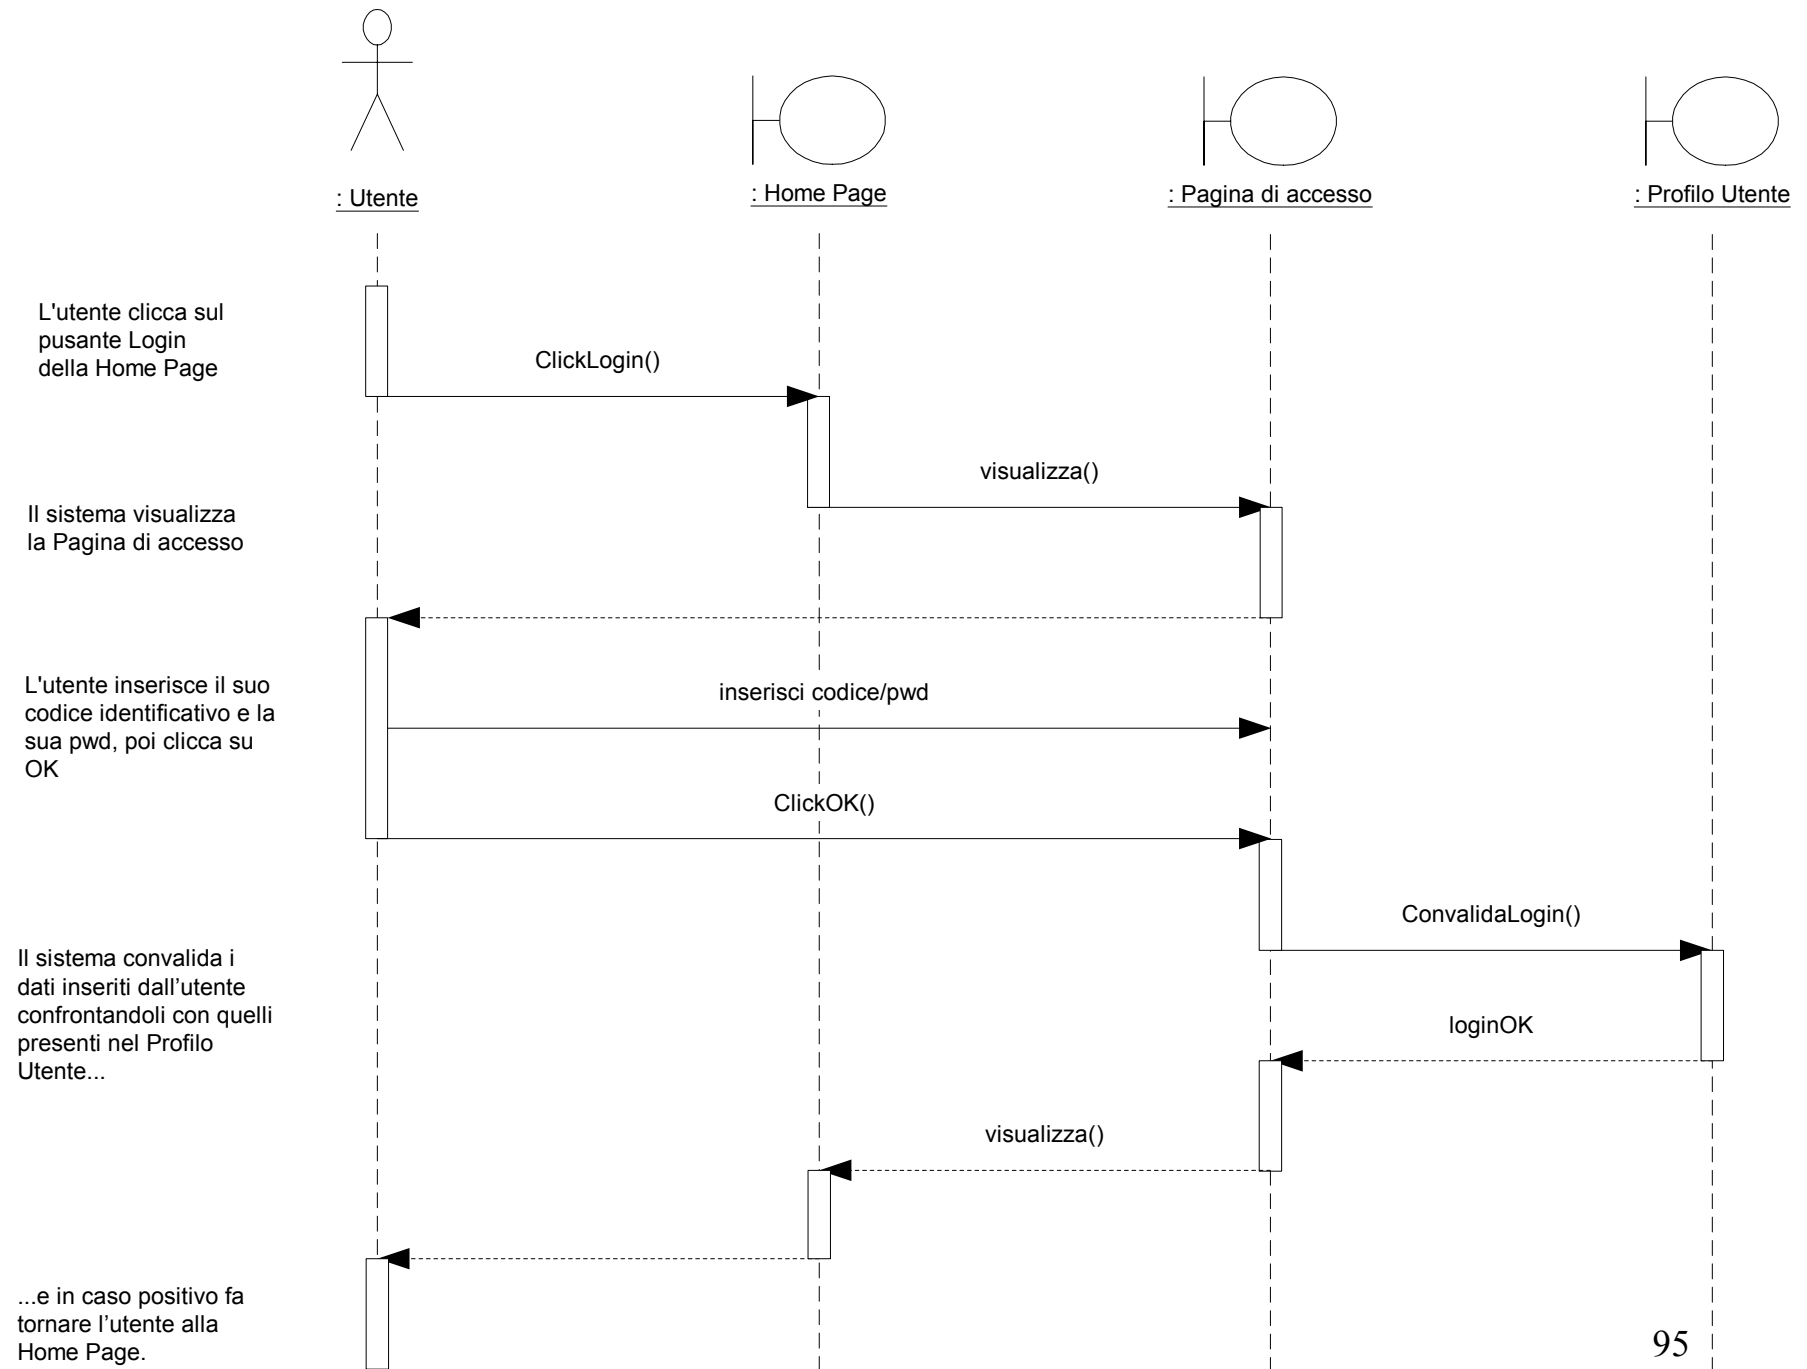 : Utente
: Home Page
: Pagina di accesso
: Profilo Utente
L'utente clicca sul
pusante Login
della Home Page
ClickLogin()
visualizza()
Il sistema visualizza
la Pagina di accesso
L'utente inserisce il suo
codice identificativo e la
sua pwd, poi clicca su
OK
inserisci codice/pwd
ClickOK()
ConvalidaLogin()
Il sistema convalida i
dati inseriti dall’utente
confrontandoli con quelli
presenti nel Profilo
Utente...
loginOK
visualizza()
...e in caso positivo fa
tornare l’utente alla
Home Page.
95